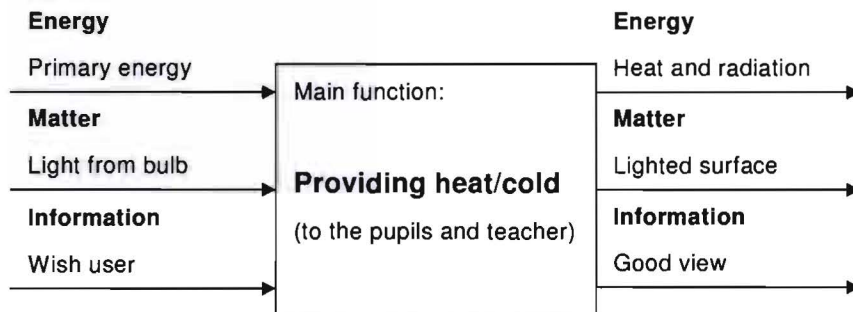 Energy
Primary energy
Matter
Light from bulb
Information
Wish user
Main function:
Providing heat/cold
(to the pupils and teacher)
Energy
Heat and radiation
Matter
Lighted surface
Information
Good view